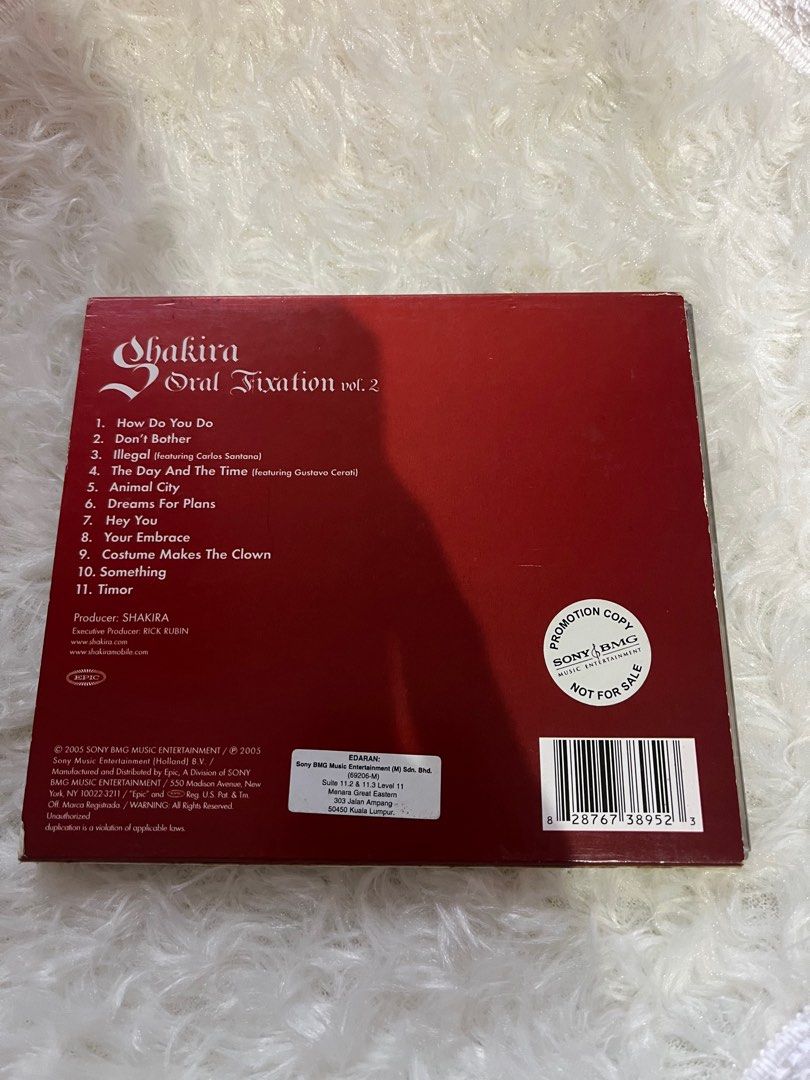 Shakira
Oral Fixation vol. 2
1. How Do You Do
2. Don't Bother
3. Illegal (featuring Carlos Santana)
4. The Day And The Time (featuring Gustavo Cerati)
5. Animal City
6. Dreams For Plans
7. Hey You
8. Your Embrace
9. Costume Makes The Clown
10. Something
11. Timor
Producer: SHAKIRA
Executive Producer: RICK RUBIN
www.shakira.com
www.shakiramobile.com
EPIC
© 2005 SONY BMG MUSIC ENTERTAINMENT / ℗ 2005
Sony Music Entertainment (Holland) B.V. /
Manufactured and Distributed by Epic, A Division of SONY
BMG MUSIC ENTERTAINMENT / 550 Madison Avenue, New
York, NY 10022-3211 / "Epic" and EPIC Reg. U.S. Pat. & Tm.
Off. Marca Registrada. / WARNING: All Rights Reserved.
Unauthorized
duplication is a violation of applicable laws.
EDARAN:
Sony BMG Music Entertainment (M) Sdn. Bhd.
(69206-M)
Suite 11.2 & 11.3 Level 11
Menara Great Eastern
303 Jalan Ampang
50450 Kuala Lumpur.
PROMOTION COPY
SONY BMG
MUSIC ENTERTAINMENT
NOT FOR SALE
8 28767 38952 3